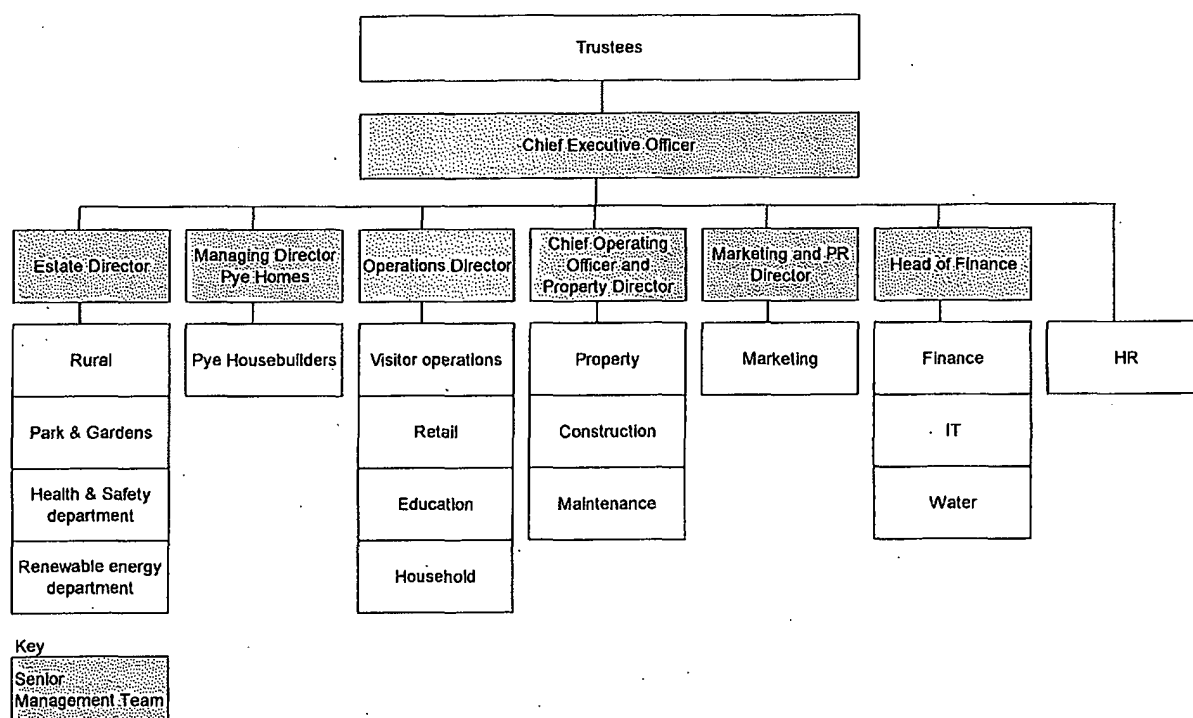 Trustees
Chief Executive Officer
Estate Director
Managing Director
Pye Homes
Operations Director
Chief Operating
Officer and
Property Director
Marketing and PR
Director
Head of Finance
Rural
Pye Housebuilders
Visitor operations
Property
Marketing
Finance
HR
Park & Gardens
Retail
Construction
IT
Health & Safety
department
Education
Maintenance
Water
Renewable energy
department
Household
Key
Senior
Management Team